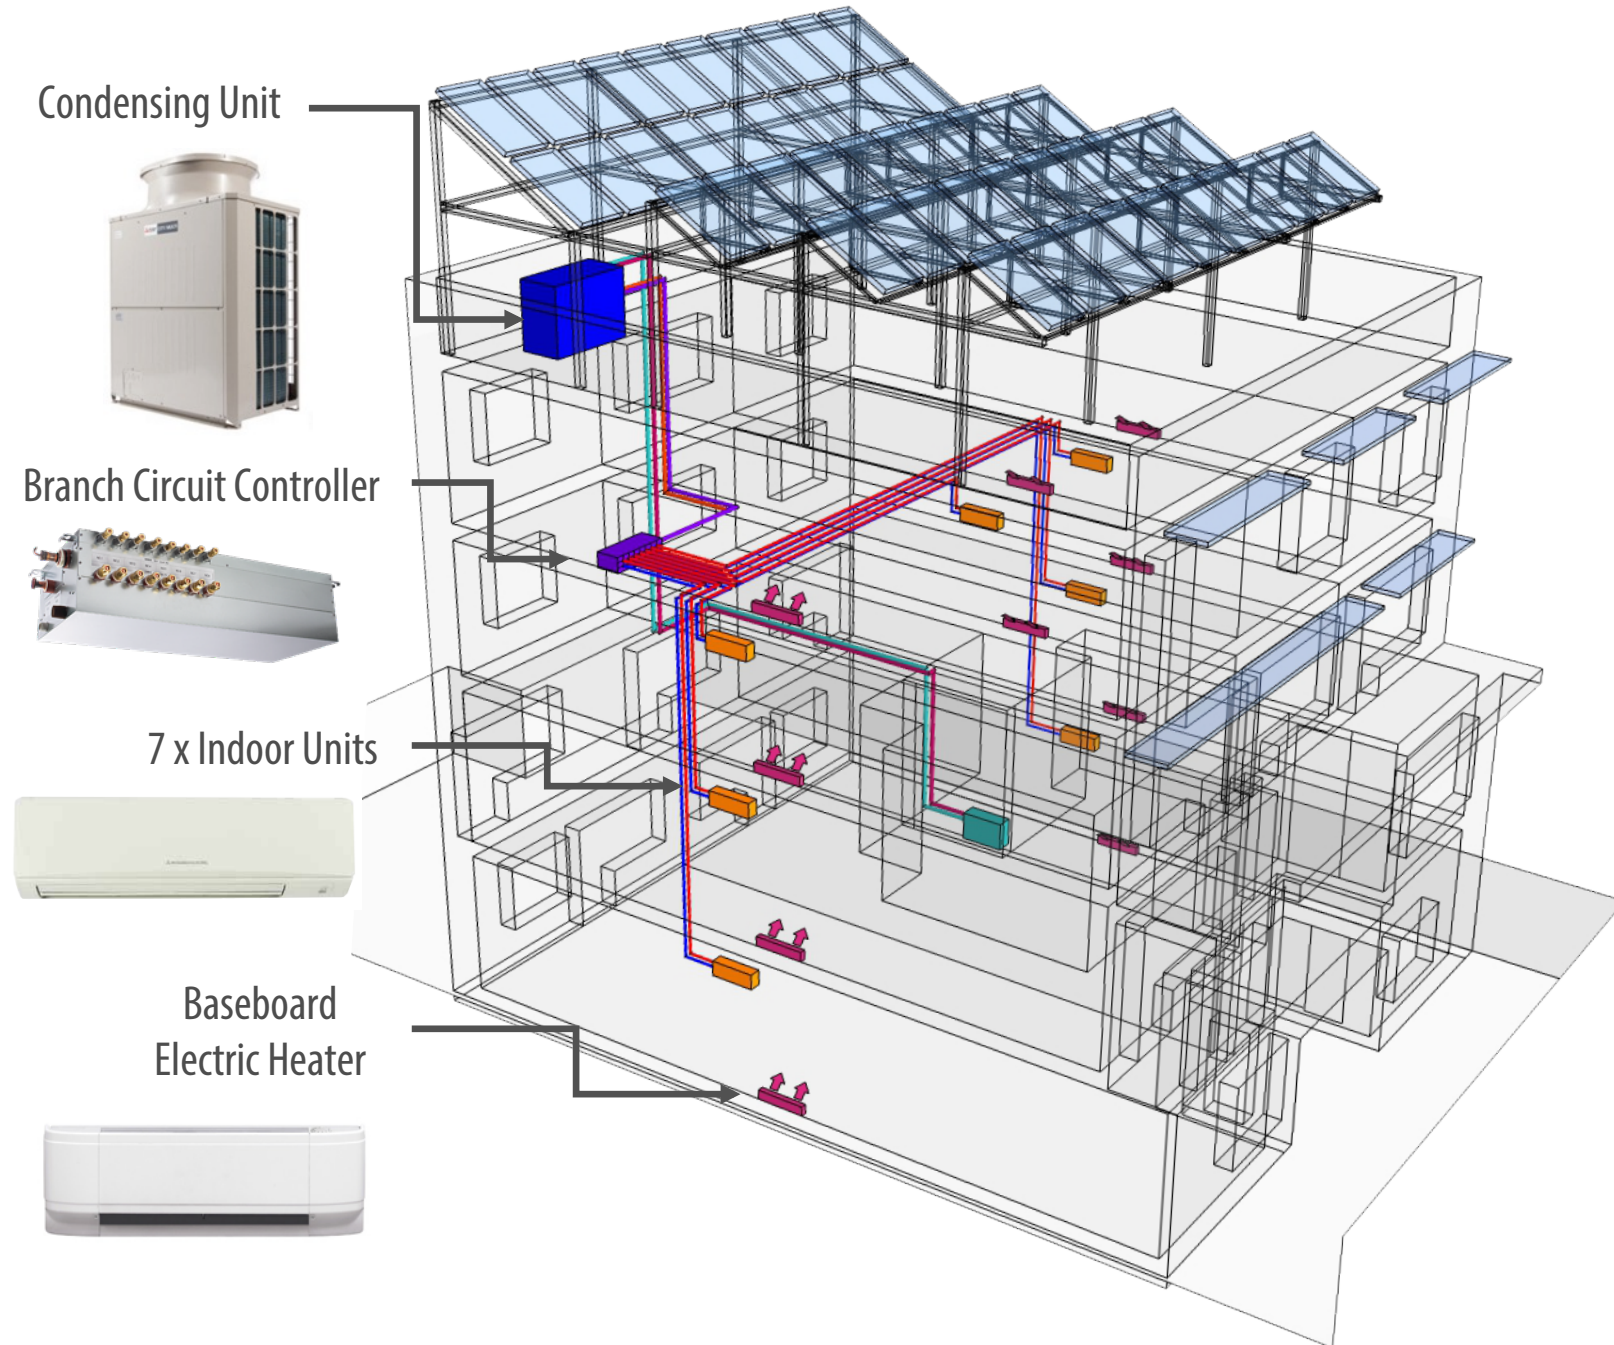 Condensing Unit
Branch Circuit Controller
7 x Indoor Units
Baseboard
Electric Heater